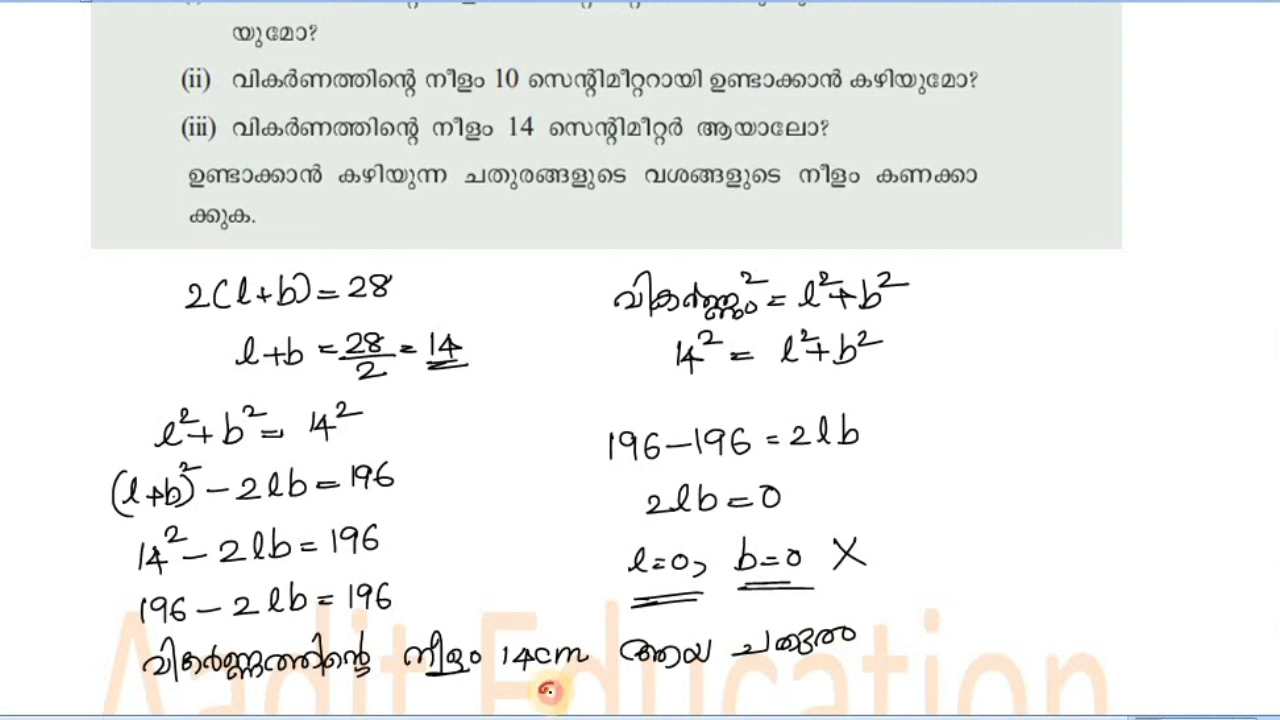 യുമോ?
(ii) വികർണത്തിന്റെ നീളം 10 സെന്റിമീറ്ററായി ഉണ്ടാക്കാൻ കഴിയുമോ?
(iii) വികർണത്തിന്റെ നീളം 14 സെന്റിമീറ്റർ ആയാലോ?
ഉണ്ടാക്കാൻ കഴിയുന്ന ചതുരങ്ങളുടെ വശങ്ങളുടെ നീളം കണക്കാ
ക്കുക.
2(l+b)=28
l+b = 28/2 = 14
l²+b² = 14²
(l+b)² - 2lb = 196
14² - 2lb = 196
196 - 2lb = 196
വികർണ്ണം² = l²+b²
14² = l²+b²
196-196 = 2lb
2lb = 0
l=0, b=0 X
വികർണ്ണത്തിന്റെ നീളം 14cm ആയ ചതുരം
Aadit Education